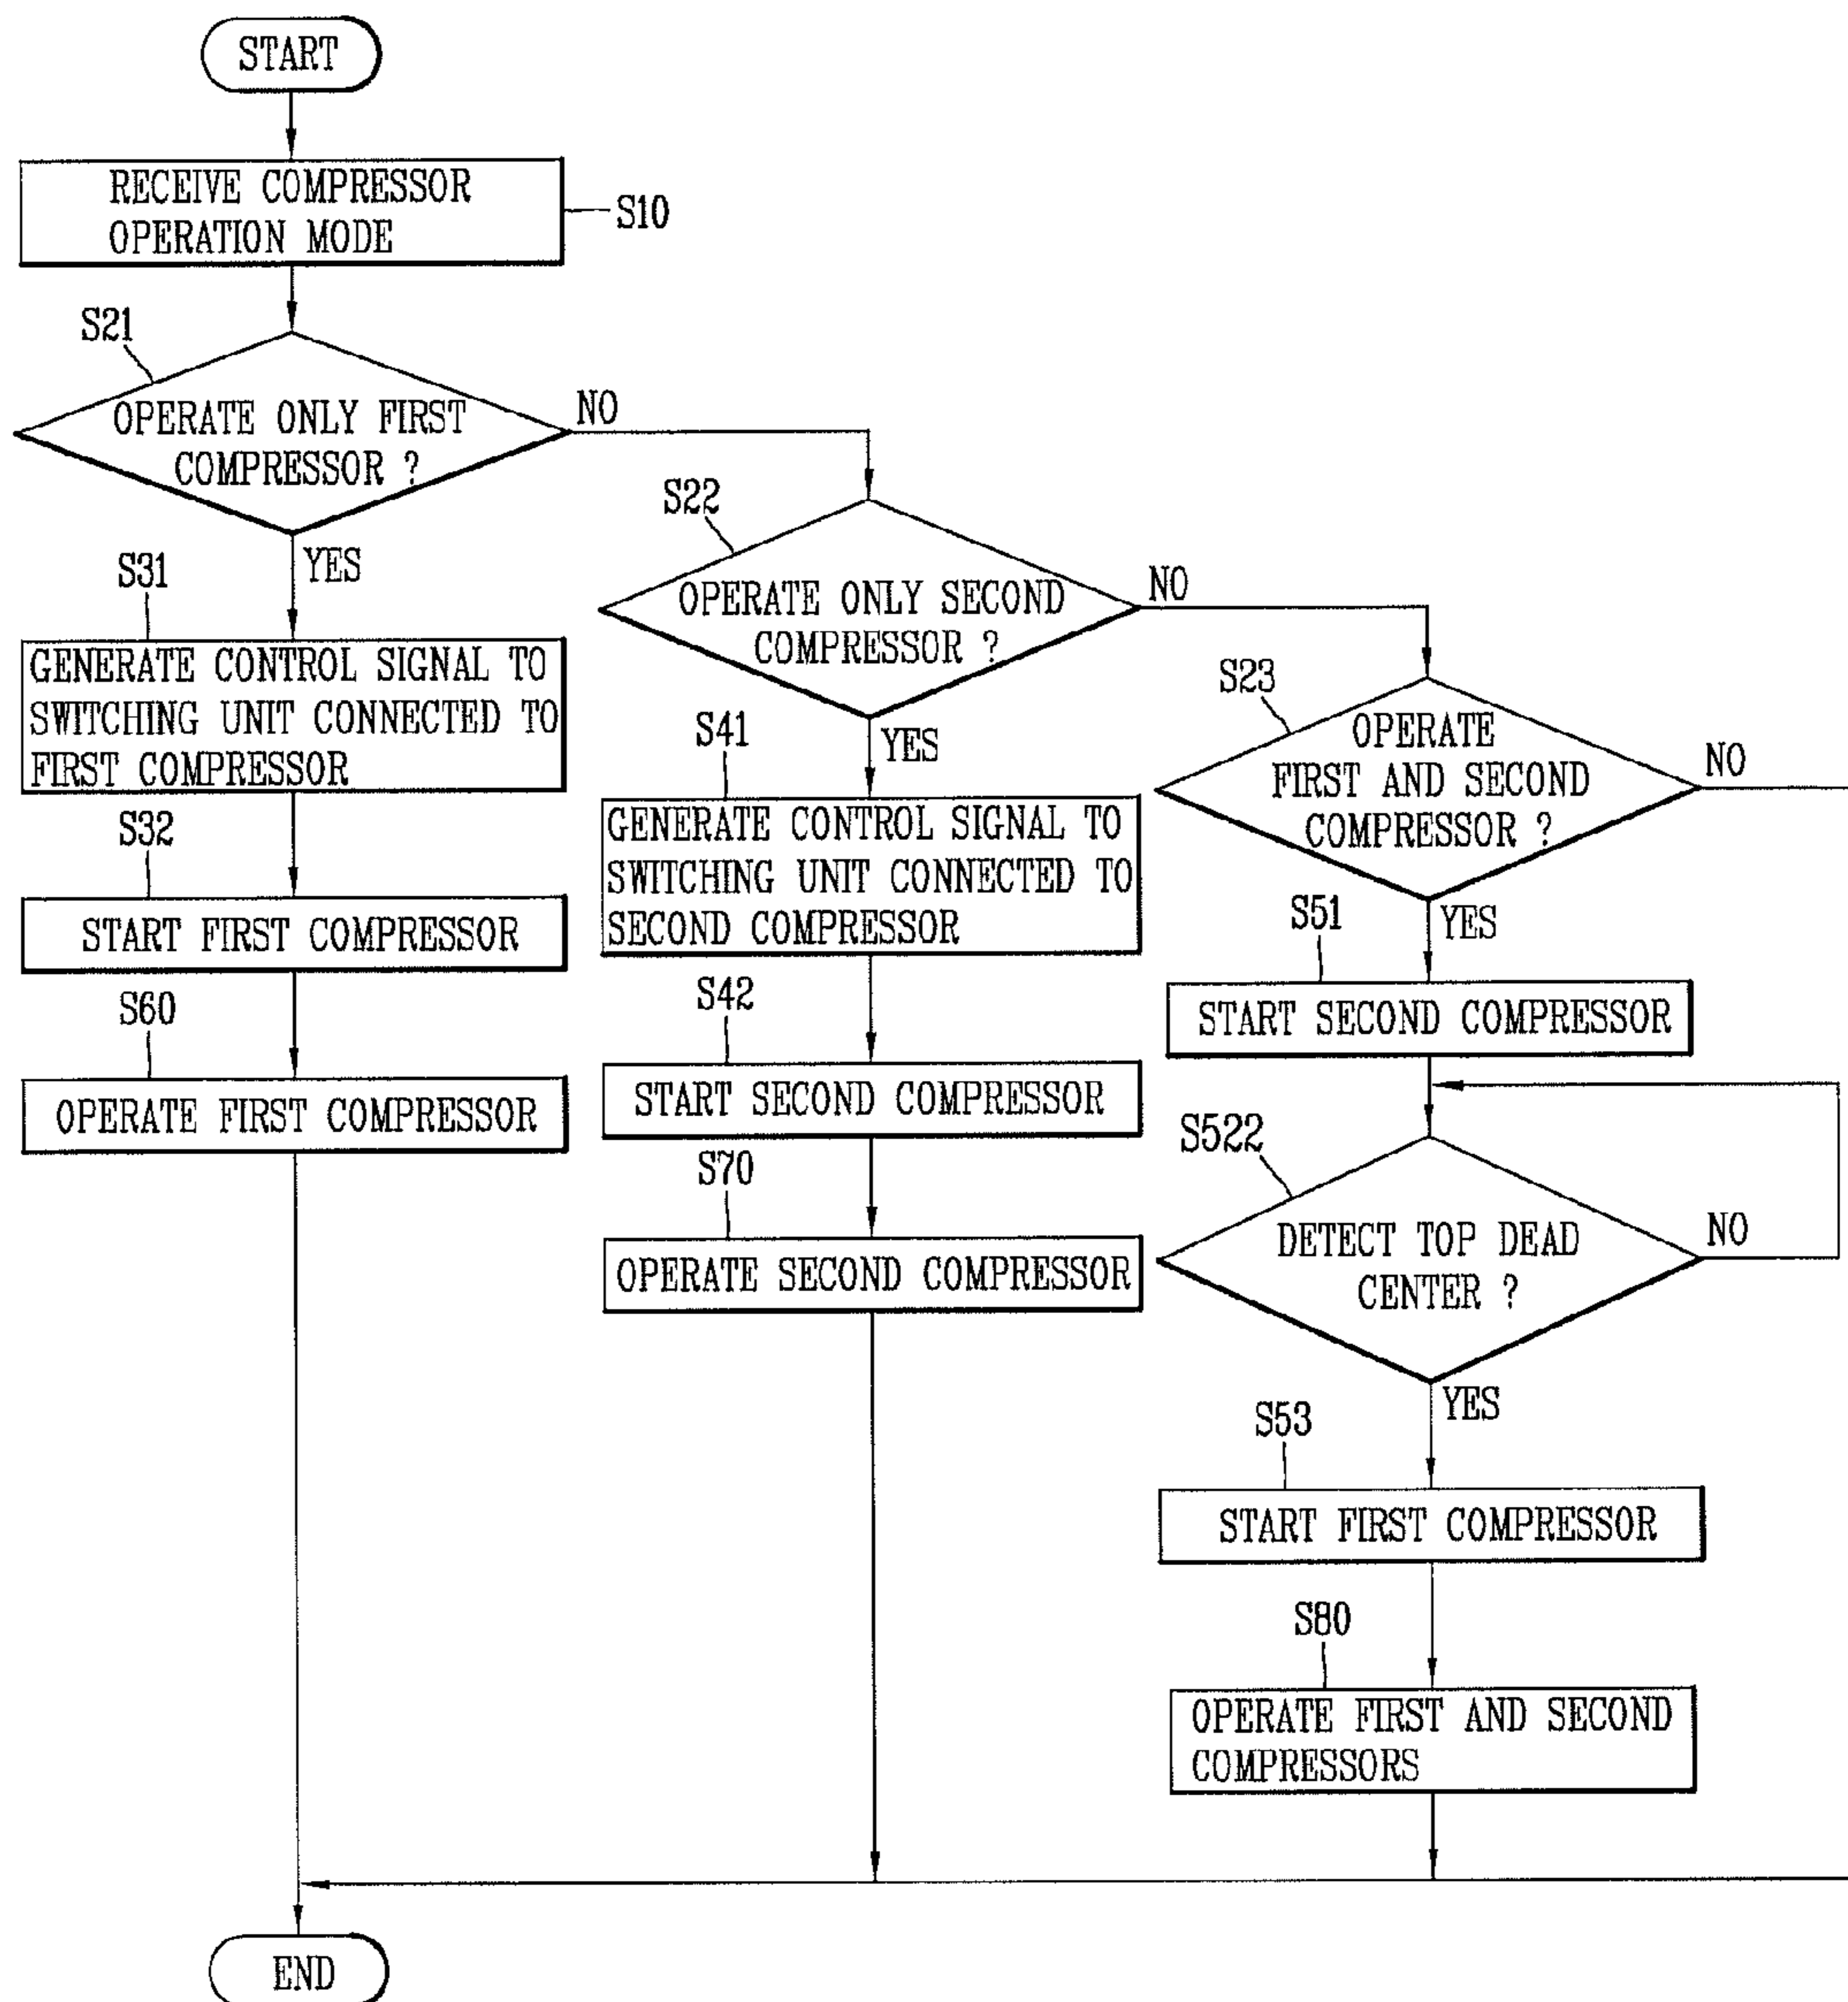 START
RECEIVE COMPRESSOR
OPERATION MODE
S10
S21
OPERATE ONLY FIRST
COMPRESSOR ?
NO
YES
S31
GENERATE CONTROL SIGNAL TO
SWITCHING UNIT CONNECTED TO
FIRST COMPRESSOR
S32
START FIRST COMPRESSOR
S60
OPERATE FIRST COMPRESSOR
S22
OPERATE ONLY SECOND
COMPRESSOR ?
NO
YES
S41
GENERATE CONTROL SIGNAL TO
SWITCHING UNIT CONNECTED TO
SECOND COMPRESSOR
S42
START SECOND COMPRESSOR
S70
OPERATE SECOND COMPRESSOR
S23
OPERATE
FIRST AND SECOND
COMPRESSOR ?
NO
YES
S51
START SECOND COMPRESSOR
S522
DETECT TOP DEAD
CENTER ?
NO
YES
S53
START FIRST COMPRESSOR
S80
OPERATE FIRST AND SECOND
COMPRESSORS
END